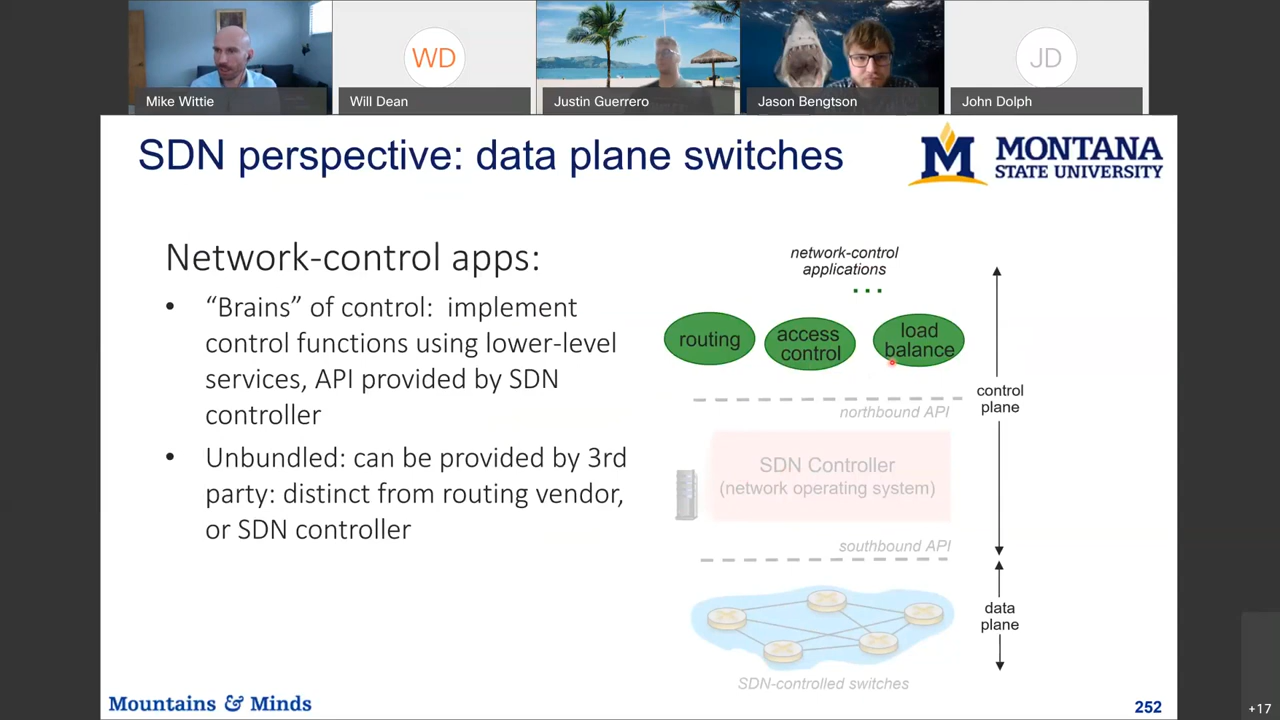 WD
JD
Mike Wittie
Will Dean
Justin Guerrero
Jason Bengtson
John Dolph
SDN perspective: data plane switches
M MONTANA
STATE UNIVERSITY
Network-control apps:
• “Brains” of control: implement
control functions using lower-level
services, API provided by SDN
controller
• Unbundled: can be provided by 3rd
party: distinct from routing vendor,
or SDN controller
network-control
applications
...
routing
access
control
load
balance
northbound API
control
plane
SDN Controller
(network operating system)
southbound API
data
plane
SDN-controlled switches
Mountains & Minds
252
+17